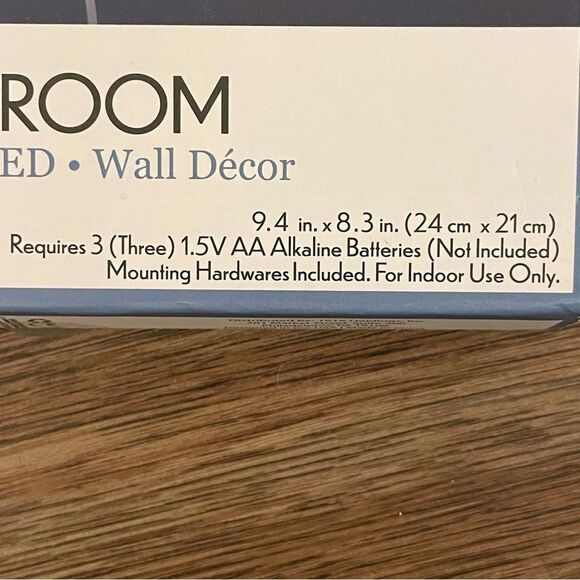 ROOM
ED • Wall Décor
9.4 in. x 8.3 in. (24 cm x 21 cm)
Requires 3 (Three) 1.5V AA Alkaline Batteries (Not Included)
Mounting Hardwares Included. For Indoor Use Only.